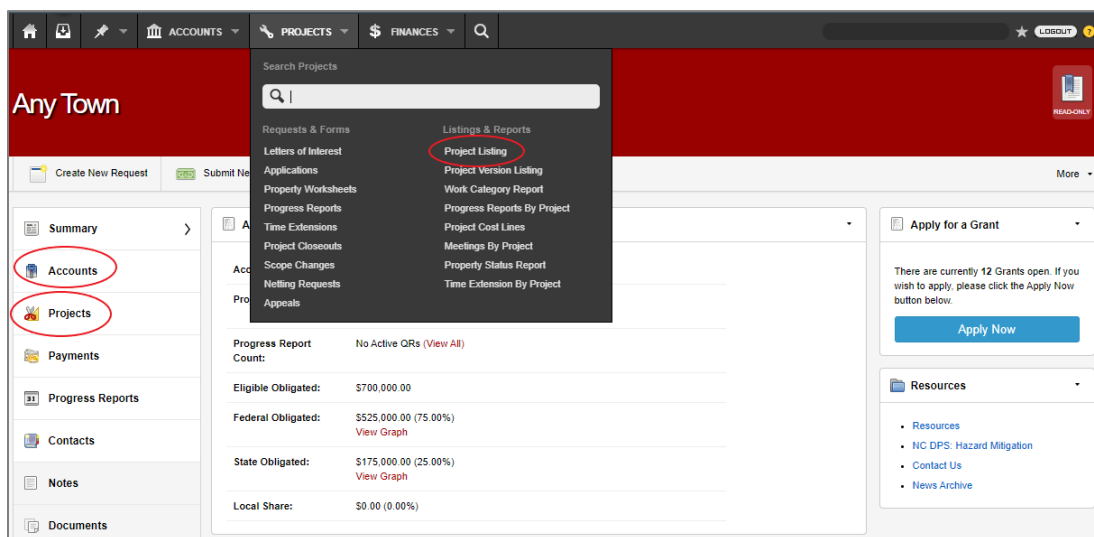 ACCOUNTS
PROJECTS
$ FINANCES
LOGOUT
?
Any Town
READ-ONLY
Search Projects
Requests & Forms
Letters of Interest
Applications
Property Worksheets
Progress Reports
Time Extensions
Project Closeouts
Scope Changes
Netting Requests
Appeals
Listings & Reports
Project Listing
Project Version Listing
Work Category Report
Progress Reports By Project
Project Cost Lines
Meetings By Project
Property Status Report
Time Extension By Project
Create New Request
Submit Ne
More
Summary
Accounts
Projects
Payments
31 Progress Reports
Contacts
Notes
Documents
A
Acc
Pro
Progress Report
Count:
No Active QRs (View All)
Eligible Obligated:
$700,000.00
Federal Obligated:
$525,000.00 (75.00%)
View Graph
State Obligated:
$175,000.00 (25.00%)
View Graph
Local Share:
$0.00 (0.00%)
Apply for a Grant
There are currently 12 Grants open. If you
wish to apply, please click the Apply Now
button below.
Apply Now
Resources
Resources
NC DPS: Hazard Mitigation
Contact Us
News Archive